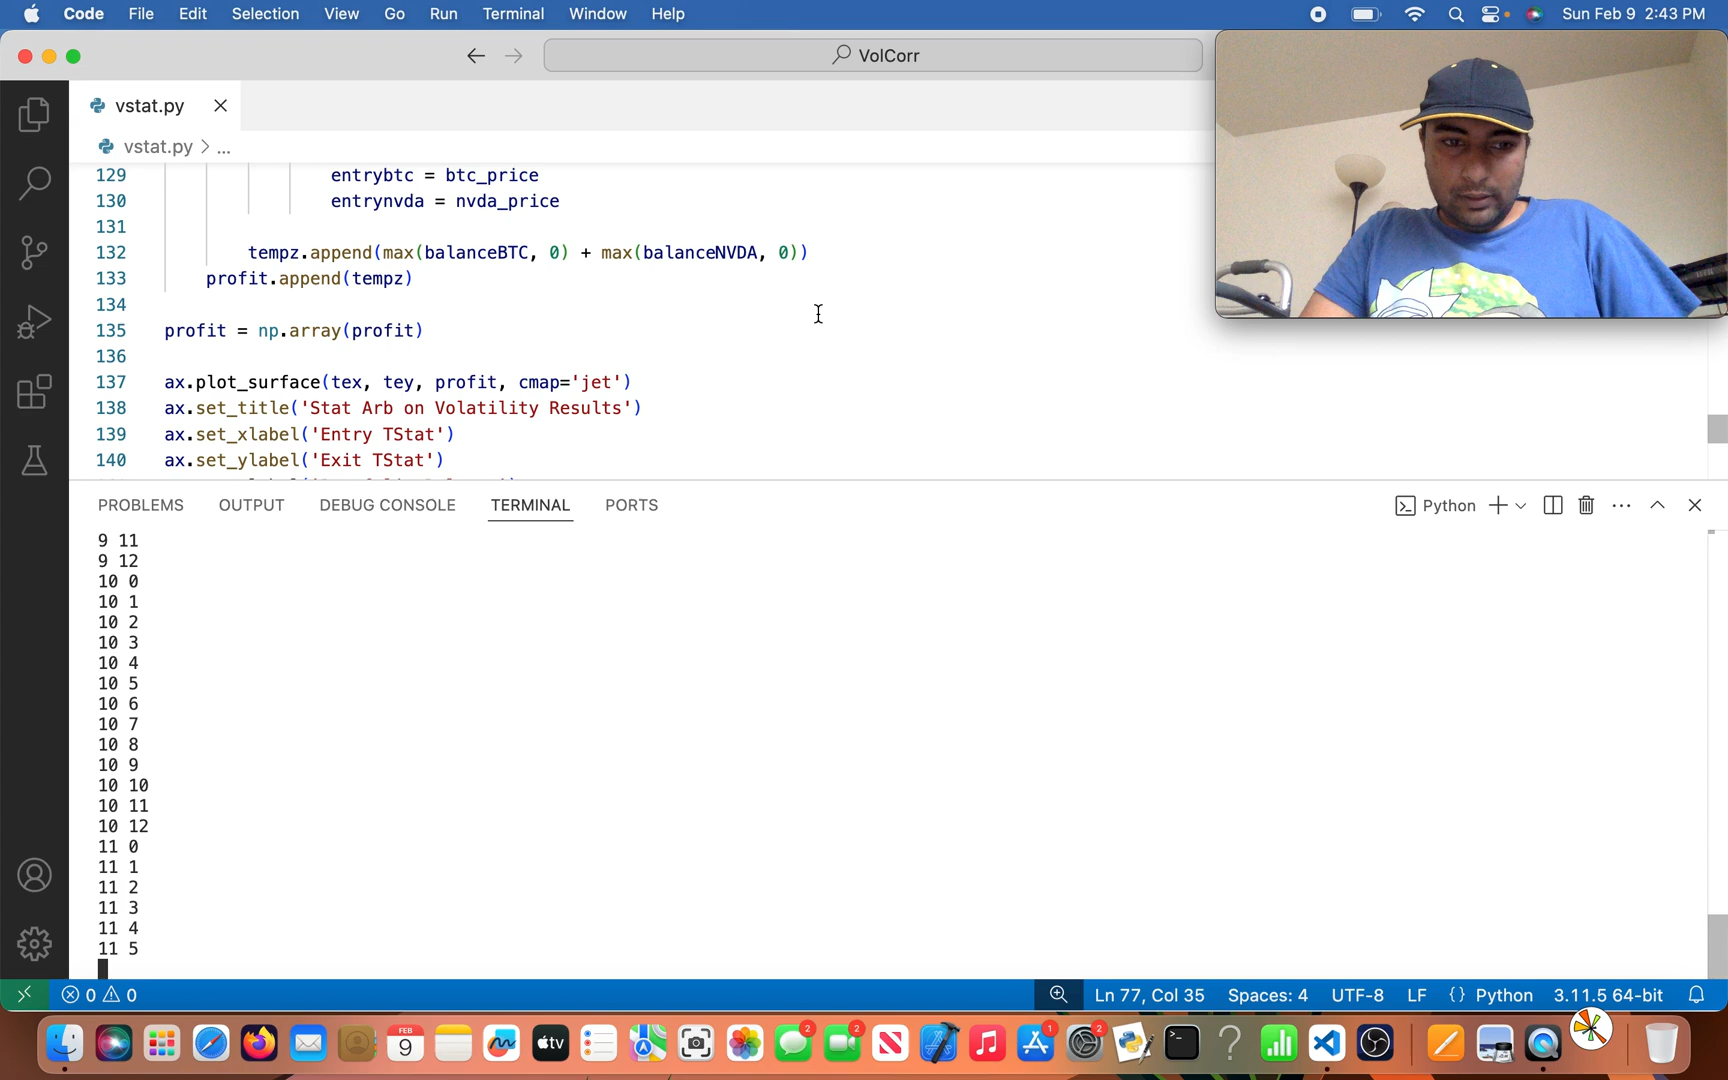 Code File Edit Selection View Go Run Terminal Window Help Sun Feb 9 2:43 PM
VolCorr
vstat.py
vstat.py > ...
129 entrybtc = btc_price
130 entrynvda = nvda_price
131
132 tempz.append(max(balanceBTC, 0) + max(balanceNVDA, 0))
133 profit.append(tempz)
134
135 profit = np.array(profit)
136
137 ax.plot_surface(tex, tey, profit, cmap='jet')
138 ax.set_title('Stat Arb on Volatility Results')
139 ax.set_xlabel('Entry TStat')
140 ax.set_ylabel('Exit TStat')
PROBLEMS OUTPUT DEBUG CONSOLE TERMINAL PORTS Python
9 11
9 12
10 0
10 1
10 2
10 3
10 4
10 5
10 6
10 7
10 8
10 9
10 10
10 11
10 12
11 0
11 1
11 2
11 3
11 4
11 5
0 0 Ln 77, Col 35 Spaces: 4 UTF-8 LF {} Python 3.11.5 64-bit
FEB
9
tv
2
2
1
2